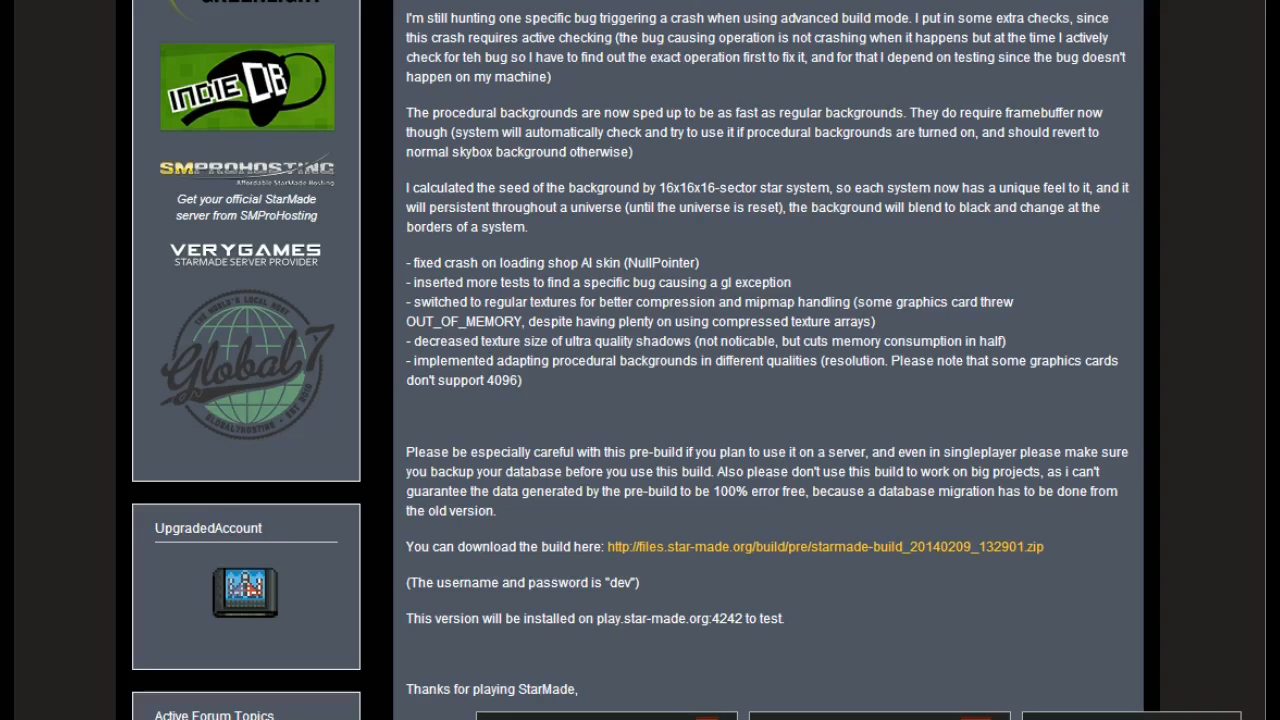 INDIE DB
SMPROHOSTING
Affordable StarMade Hosting
Get your official StarMade
server from SMProHosting
VERYGAMES
STARMADE SERVER PROVIDER
THE WORLD'S LOCAL HOST
Global7
GLOBAL7HOSTING • EST 2010
UpgradedAccount
Active Forum Topics
I'm still hunting one specific bug triggering a crash when using advanced build mode. I put in some extra checks, since
this crash requires active checking (the bug causing operation is not crashing when it happens but at the time I actively
check for teh bug so I have to find out the exact operation first to fix it, and for that I depend on testing since the bug doesn't
happen on my machine)
The procedural backgrounds are now sped up to be as fast as regular backgrounds. They do require framebuffer now
though (system will automatically check and try to use it if procedural backgrounds are turned on, and should revert to
normal skybox background otherwise)
I calculated the seed of the background by 16x16x16-sector star system, so each system now has a unique feel to it, and it
will persistent throughout a universe (until the universe is reset), the background will blend to black and change at the
borders of a system.
- fixed crash on loading shop AI skin (NullPointer)
- inserted more tests to find a specific bug causing a gl exception
- switched to regular textures for better compression and mipmap handling (some graphics card threw
OUT_OF_MEMORY, despite having plenty on using compressed texture arrays)
- decreased texture size of ultra quality shadows (not noticable, but cuts memory consumption in half)
- implemented adapting procedural backgrounds in different qualities (resolution. Please note that some graphics cards
don't support 4096)
Please be especially careful with this pre-build if you plan to use it on a server, and even in singleplayer please make sure
you backup your database before you use this build. Also please don't use this build to work on big projects, as i can't
guarantee the data generated by the pre-build to be 100% error free, because a database migration has to be done from
the old version.
You can download the build here: http://files.star-made.org/build/pre/starmade-build_20140209_132901.zip
(The username and password is "dev")
This version will be installed on play.star-made.org:4242 to test.
Thanks for playing StarMade,